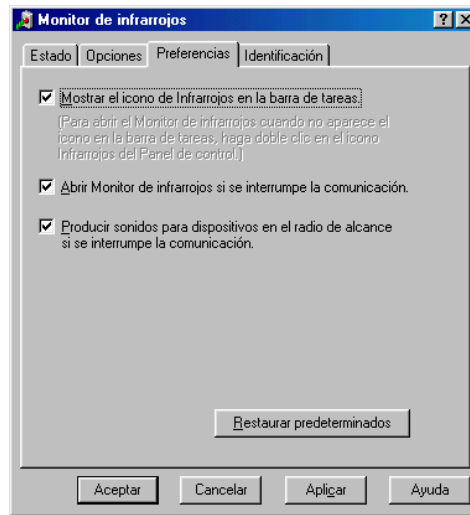 Monitor de infrarrojos
Estado Opciones Preferencias Identificación
Mostrar el icono de Infrarrojos en la barra de tareas.
(Para abrir el Monitor de infrarrojos cuando no aparece el
icono en la barra de tareas, haga doble clic en el icono
Infrarrojos del Panel de control.)
Abrir Monitor de infrarrojos si se interrumpe la comunicación.
Producir sonidos para dispositivos en el radio de alcance
si se interrumpe la comunicación.
Restaurar predeterminados
Aceptar Cancelar Aplicar Ayuda